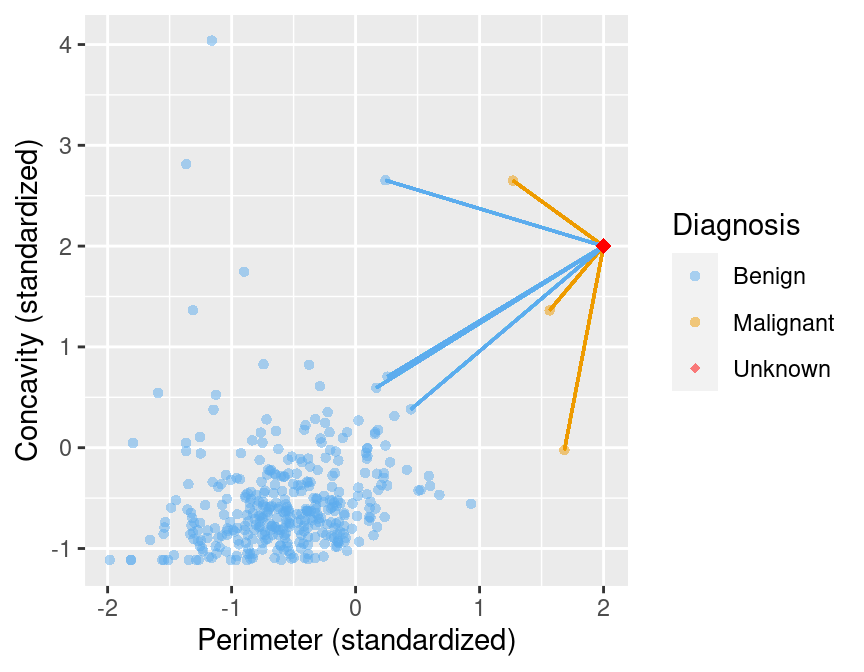 4
3
2
1
0
-1
-2
-1
0
1
2
Concavity (standardized)
Perimeter (standardized)
Diagnosis
Benign
Malignant
Unknown